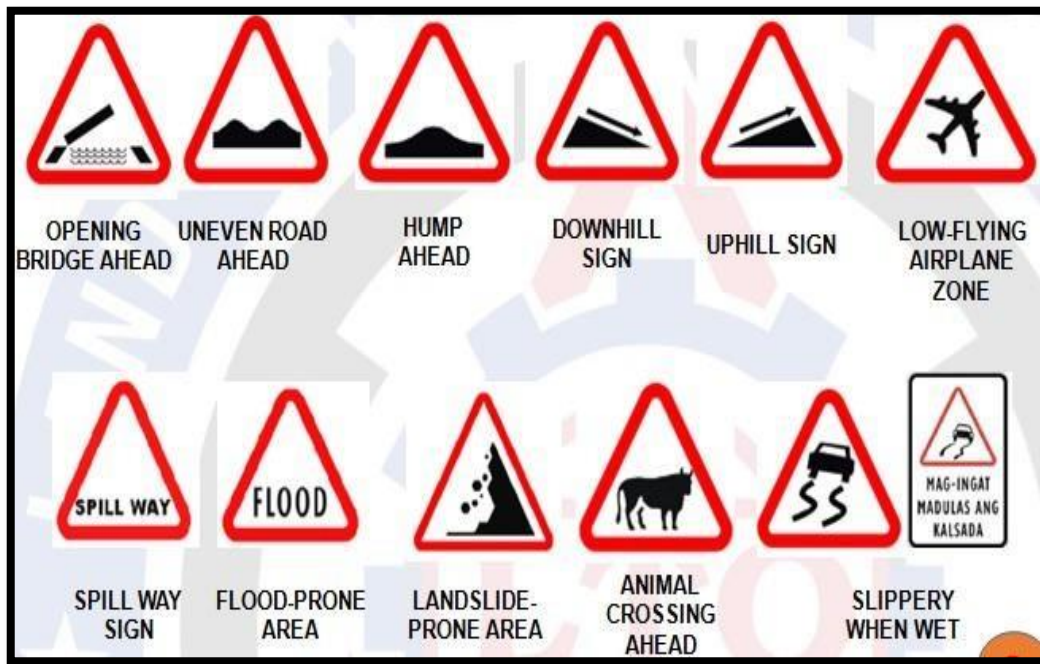 OPENING
BRIDGE AHEAD
UNEVEN ROAD
AHEAD
HUMP
AHEAD
DOWNHILL
SIGN
UPHILL SIGN
LOW-FLYING
AIRPLANE
ZONE
SPILL WAY
FLOOD
MAG-INGAT
MADULAS ANG
KALSADA
SPILL WAY
SIGN
FLOOD-PRONE
AREA
LANDSLIDE-
PRONE AREA
ANIMAL
CROSSING
AHEAD
SLIPPERY
WHEN WET